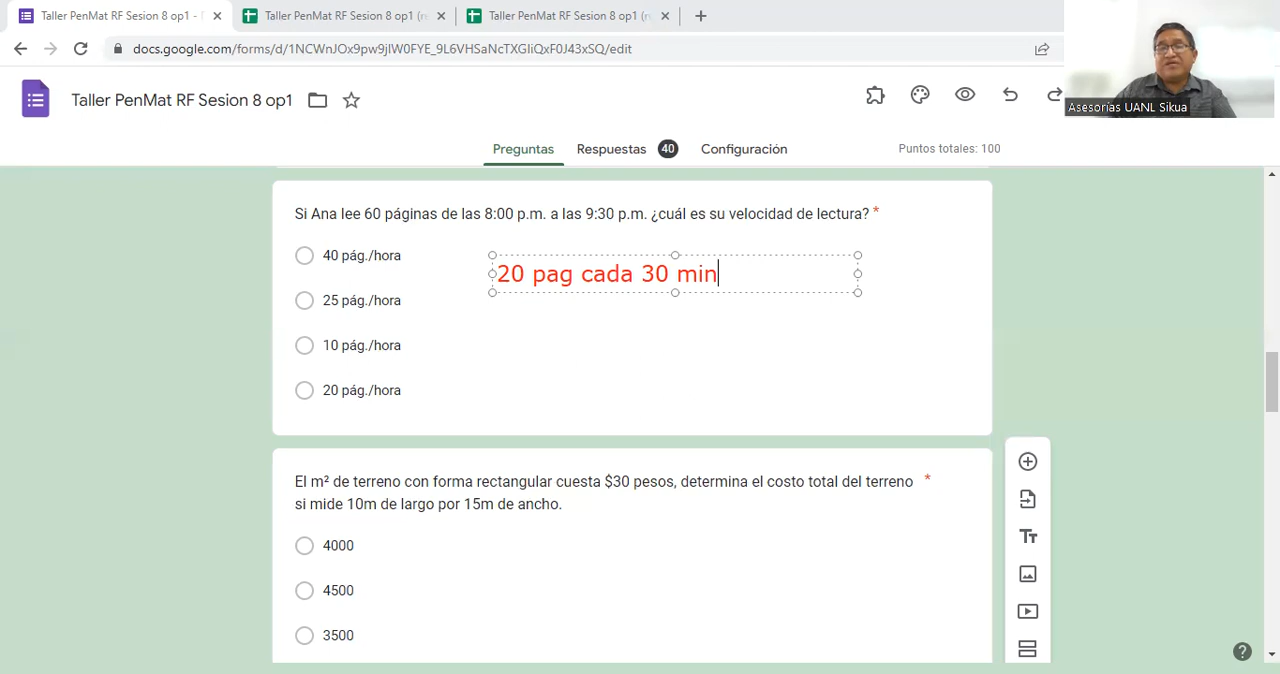 Taller PenMat RF Sesion 8 op1 -
Taller PenMat RF Sesion 8 op1 (re
Taller PenMat RF Sesion 8 op1 (re
docs.google.com/forms/d/1NCWnJOx9pw9jIW0FYE_9L6VHSaNcTXGIiQxF0J43xSQ/edit
Taller PenMat RF Sesion 8 op1
Asesorías UANL Sikua
Preguntas
Respuestas 40
Configuración
Puntos totales: 100
Si Ana lee 60 páginas de las 8:00 p.m. a las 9:30 p.m. ¿cuál es su velocidad de lectura? *
40 pág./hora
20 pag cada 30 min
25 pág./hora
10 pág./hora
20 pág./hora
El m² de terreno con forma rectangular cuesta $30 pesos, determina el costo total del terreno *
si mide 10m de largo por 15m de ancho.
4000
4500
3500